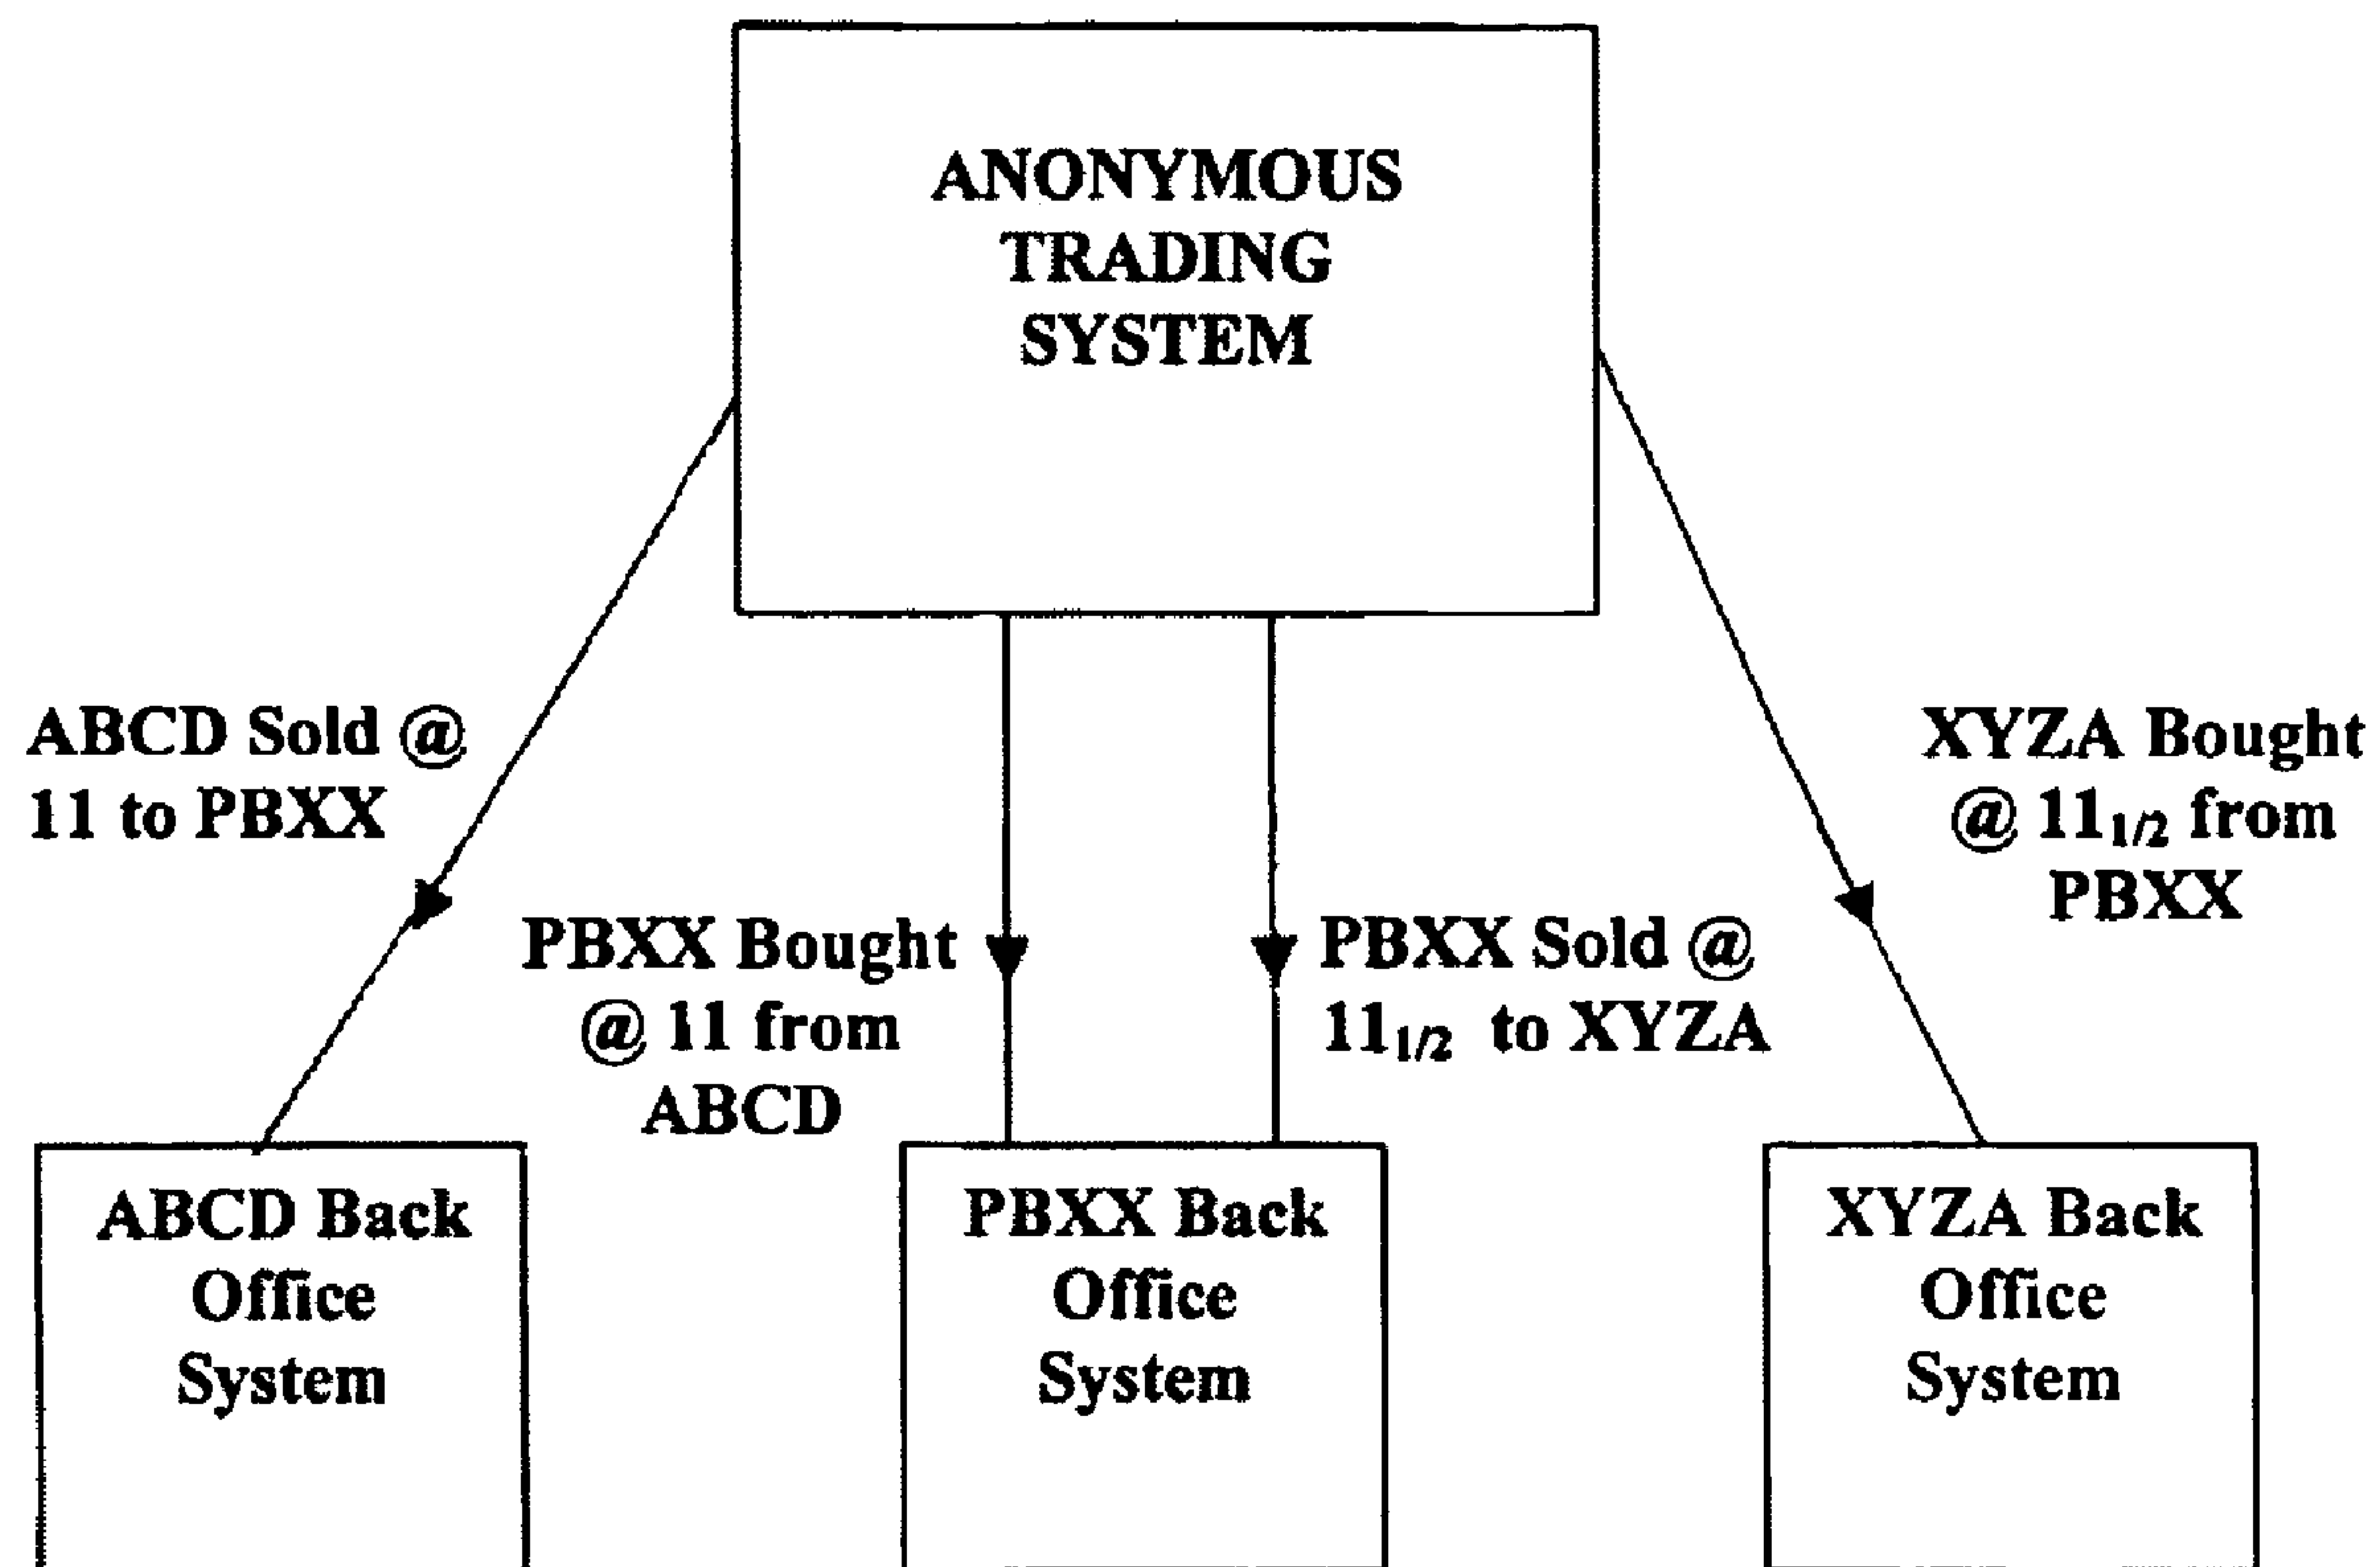 ANONYMOUS
TRADING
SYSTEM
ABCD Sold @
11 to PBXX
PBXX Bought
@ 11 from
ABCD
PBXX Sold @
11 1/2 to XYZA
XYZA Bought
@ 11 1/2 from
PBXX
ABCD Back
Office
System
PBXX Back
Office
System
XYZA Back
Office
System